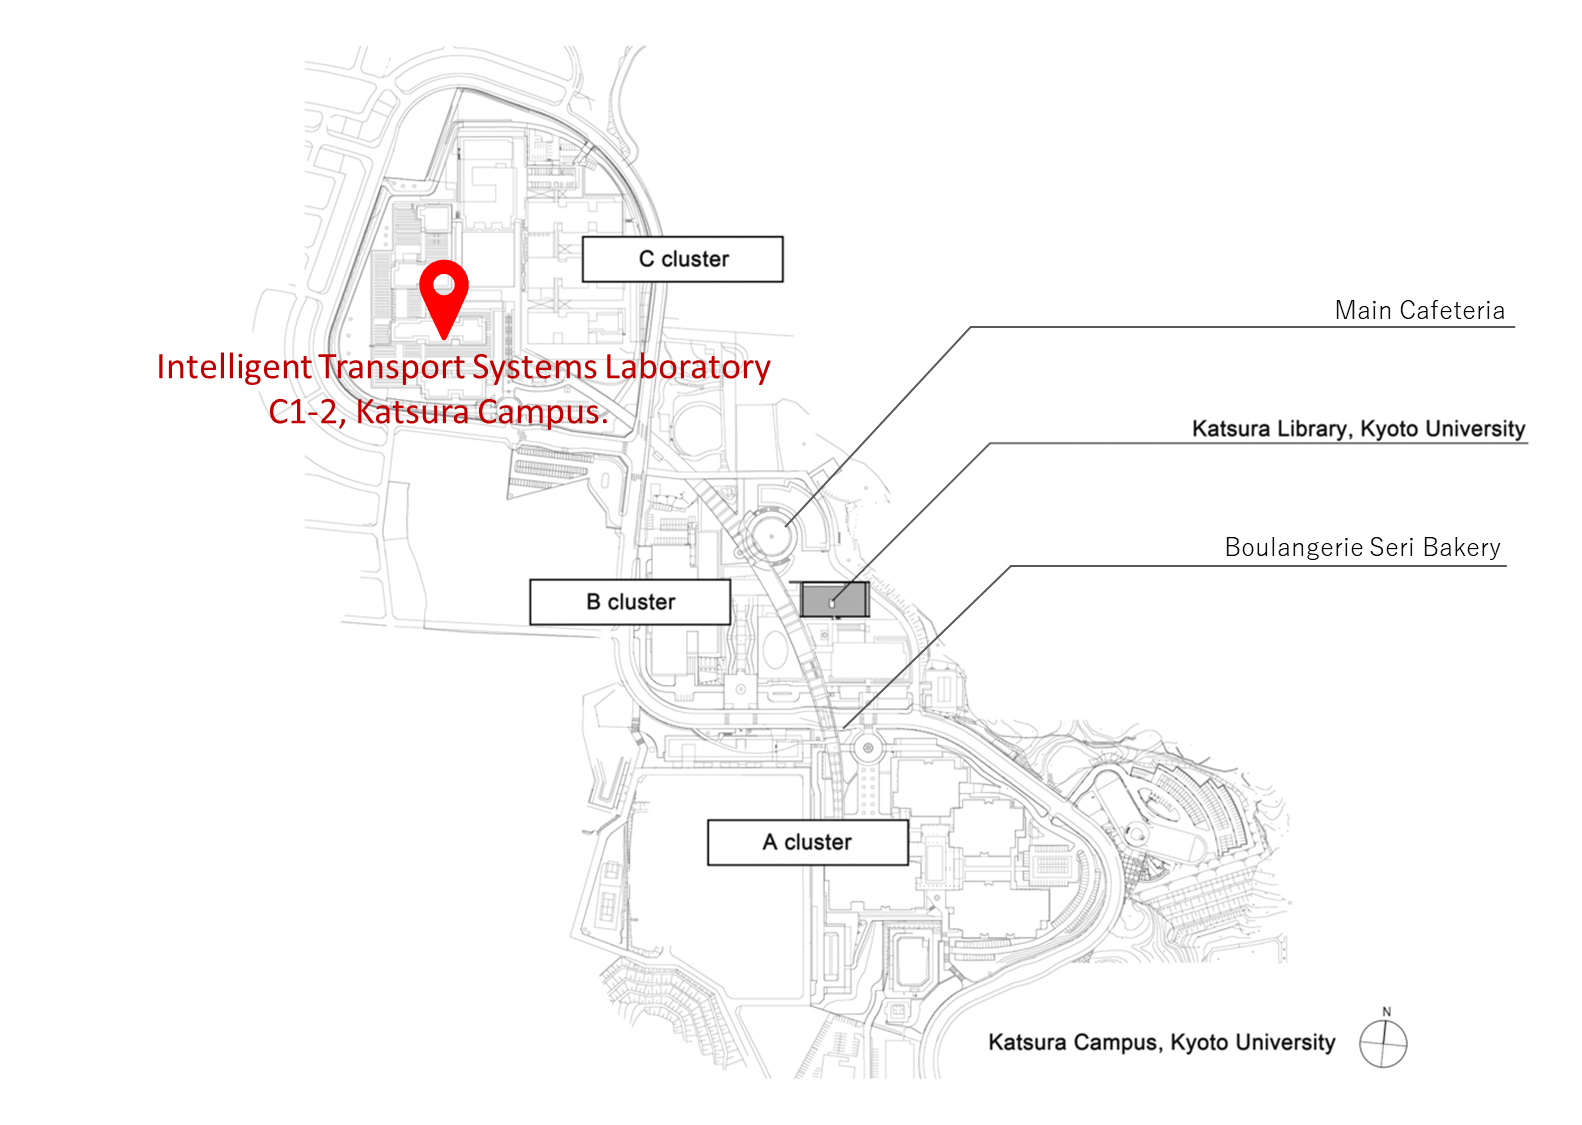 C cluster
Main Cafeteria
Intelligent Transport Systems Laboratory
C1-2, Katsura Campus.
Katsura Library, Kyoto University
Boulangerie Seri Bakery
B cluster
A cluster
N
Katsura Campus, Kyoto University